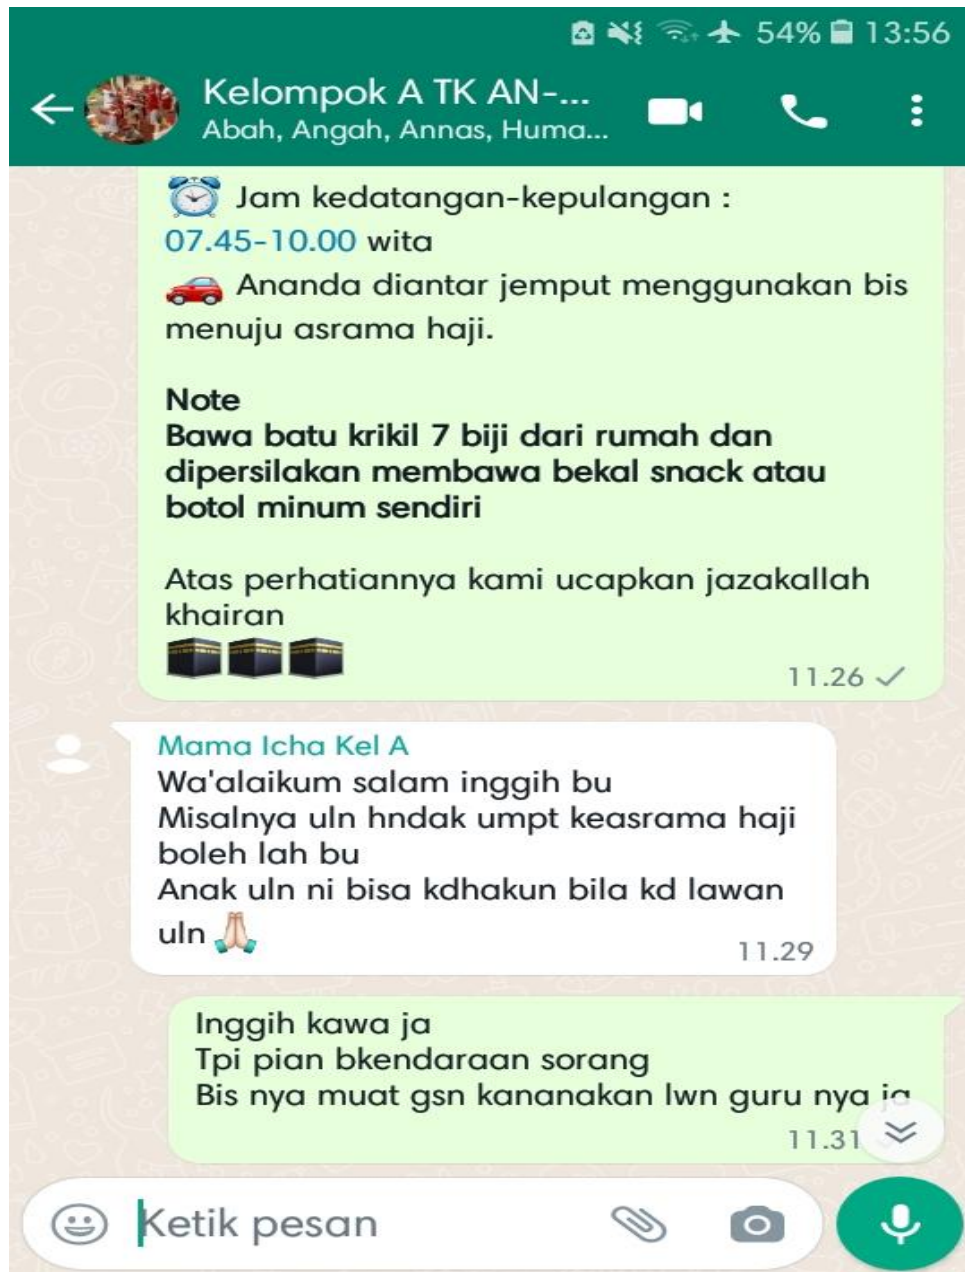 54% 13:56
Kelompok A TK AN-...
Abah, Angah, Annas, Huma...
Jam kedatangan-kepulangan :
07.45-10.00 wita
Ananda diantar jemput menggunakan bis
menuju asrama haji.
Note
Bawa batu krikil 7 biji dari rumah dan
dipersilakan membawa bekal snack atau
botol minum sendiri
Atas perhatiannya kami ucapkan jazakallah
khairan
11.26
Mama Icha Kel A
Wa'alaikum salam inggih bu
Misalnya uln hndak umpt keasrama haji
boleh lah bu
Anak uln ni bisa kdhakun bila kd lawan
uln
11.29
Inggih kawa ja
Tpi pian bkendaraan sorang
Bis nya muat gsn kananakan lwn guru nya ja
11.31
Ketik pesan